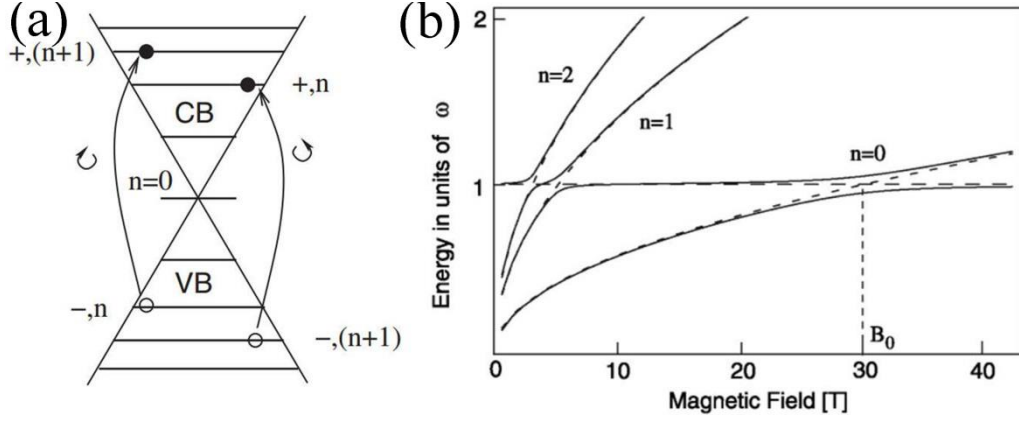 (a)
+,(n+1)
+,n
CB
n=0
VB
−,n
−,(n+1)
(b)
Energy in units of ω
2
1
0
n=2
n=1
n=0
B0
0
10
20
30
40
Magnetic Field [T]